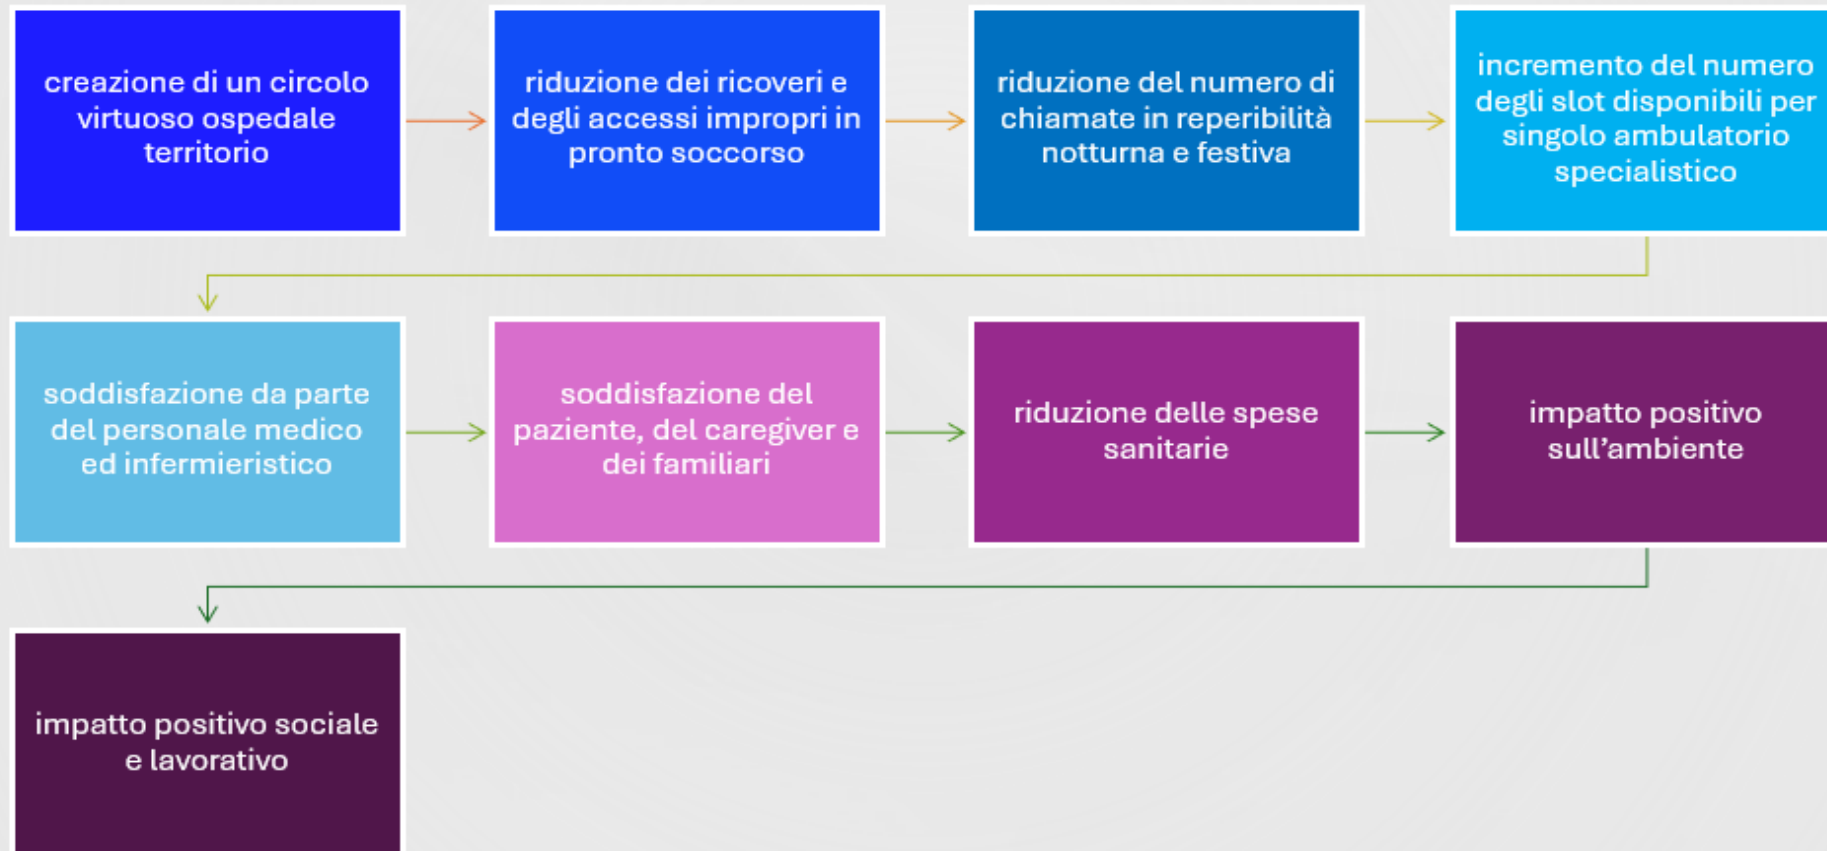 creazione di un circolo
virtuoso ospedale
territorio
riduzione dei ricoveri e
degli accessi impropri in
pronto soccorso
riduzione del numero di
chiamate in reperibilità
notturna e festiva
incremento del numero
degli slot disponibili per
singolo ambulatorio
specialistico
soddisfazione da parte
del personale medico
ed infermieristico
soddisfazione del
paziente, del caregiver e
dei familiari
riduzione delle spese
sanitarie
impatto positivo
sull'ambiente
impatto positivo sociale
e lavorativo